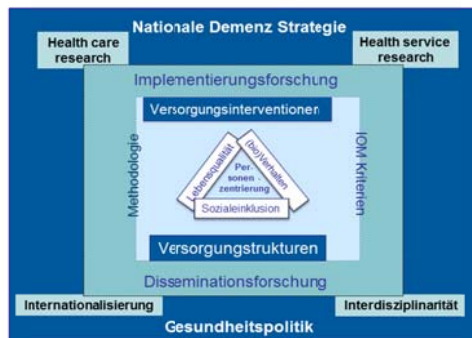 Nationale Demenz Strategie
Health care
research
Health service
research
Implementierungsforschung
Versorgungsinterventionen
Methodologie
IOM-Kriterien
Lebensqualität
(bio)Verhalten
Per-
sonen -
zentrierung
Sozialeinklusion
Versorgungstrukturen
Disseminationsforschung
Internationalisierung
Interdisziplinarität
Gesundheitspolitik